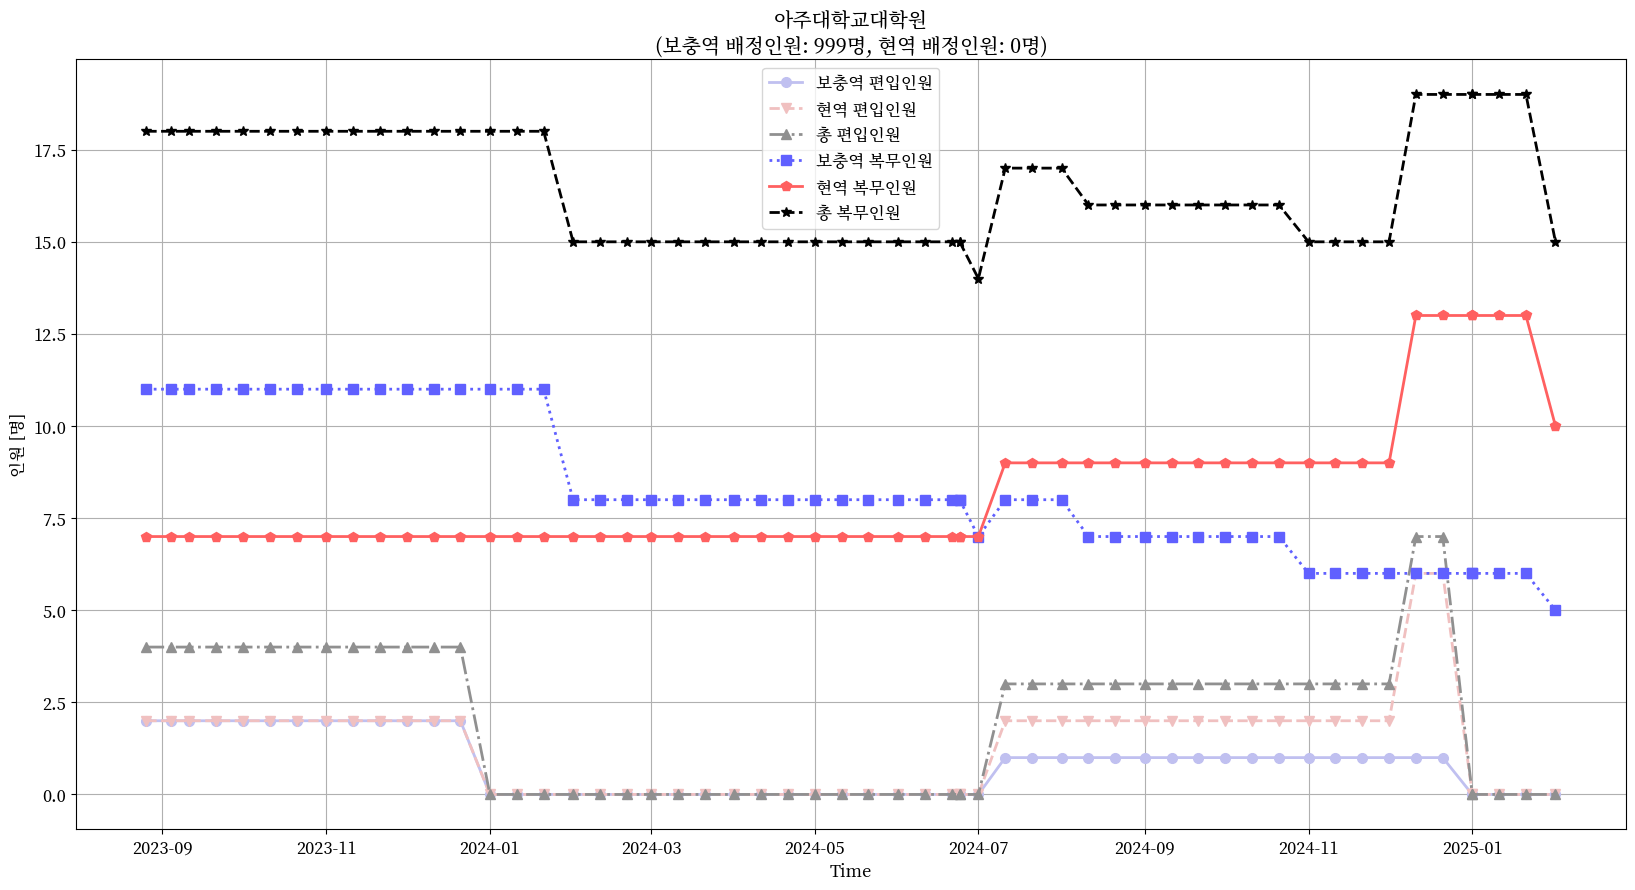 아주대학교대학원
(보충역 배정인원: 999명, 현역 배정인원: 0명)
보충역 편입인원
현역 편입인원
총 편입인원
보충역 복무인원
현역 복무인원
총 복무인원
17.5
15.0
12.5
10.0
7.5
5.0
2.5
0.0
인원 [명]
2023-09 2023-11 2024-01 2024-03 2024-05 2024-07 2024-09 2024-11 2025-01
Time